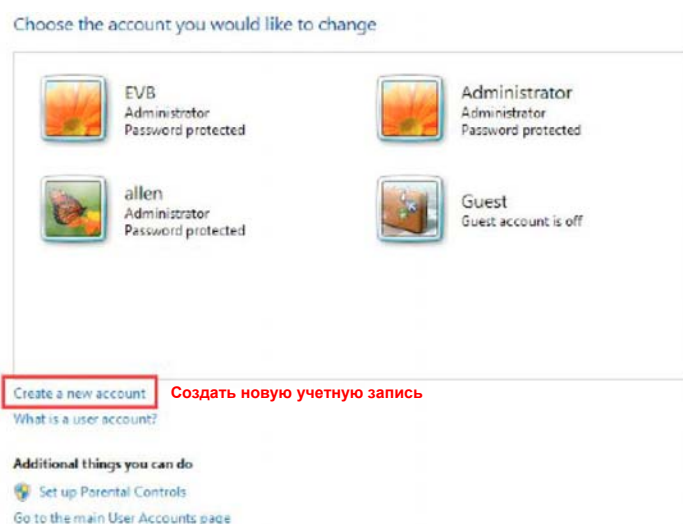 Choose the account you would like to change
EVB
Administrator
Password protected
Administrator
Administrator
Password protected
allen
Administrator
Password protected
Guest
Guest account is off
Create a new account
Создать новую учетную запись
What is a user account?
Additional things you can do
Set up Parental Controls
Go to the main User Accounts page